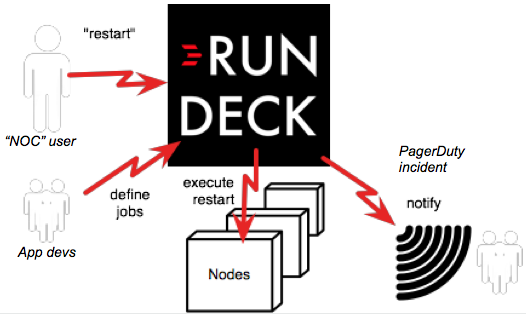 "restart"
RUN
DECK
"NOC" user
define
jobs
App devs
execute
restart
Nodes
PagerDuty
incident
notify